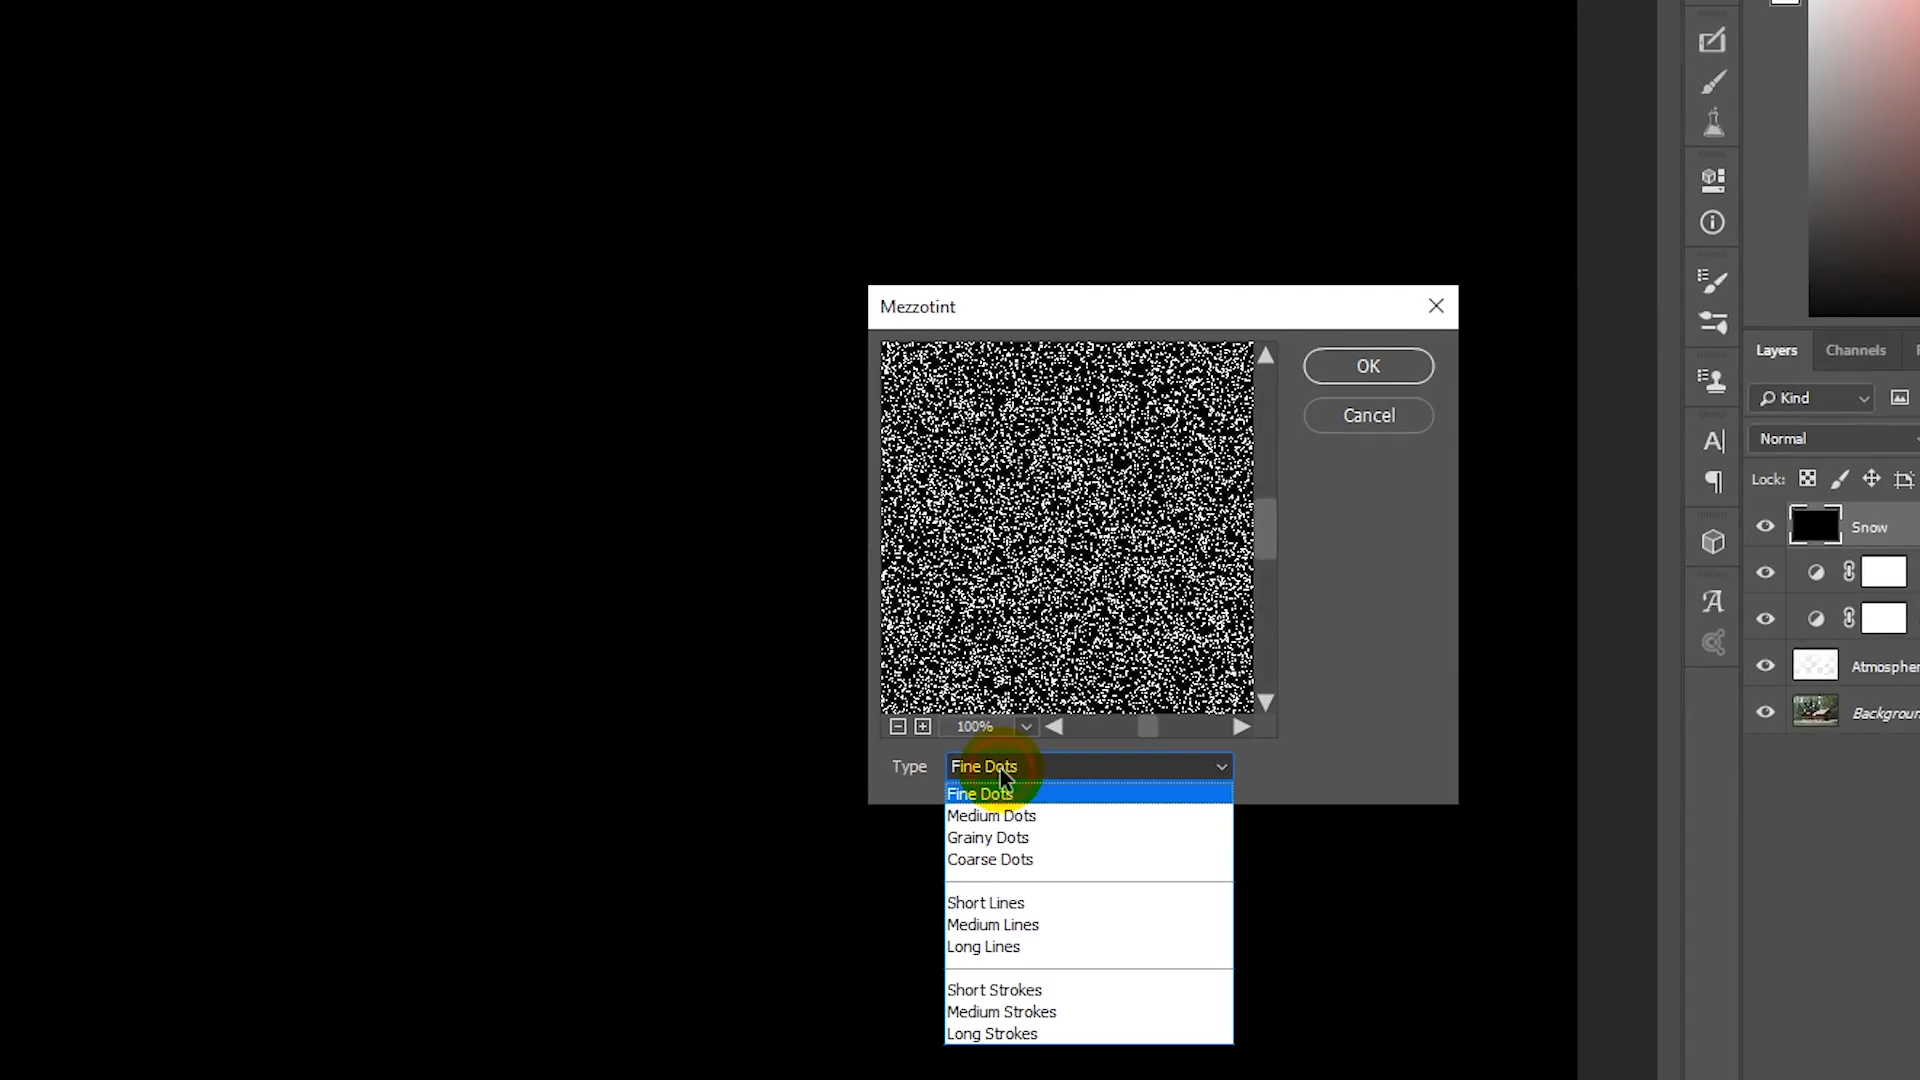 Mezzotint
OK
Cancel
100%
Type
Fine Dots
Fine Dots
Medium Dots
Grainy Dots
Coarse Dots
Short Lines
Medium Lines
Long Lines
Short Strokes
Medium Strokes
Long Strokes
Layers
Channels
Kind
Normal
Lock:
Snow
Atmospher
Backgroun